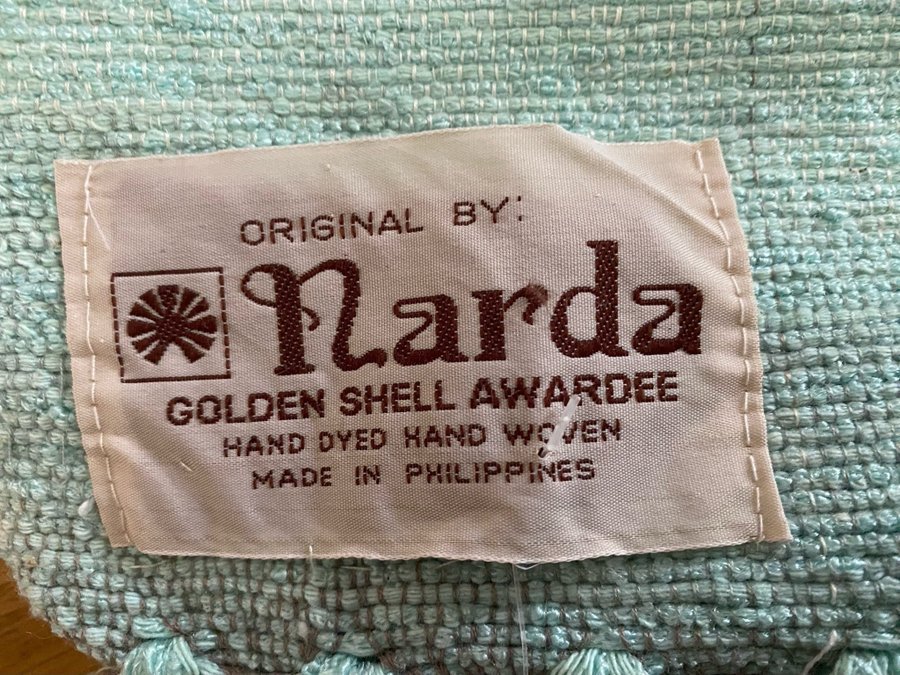 ORIGINAL BY:
narda
GOLDEN SHELL AWARDEE
HAND DYED HAND WOVEN
MADE IN PHILIPPINES